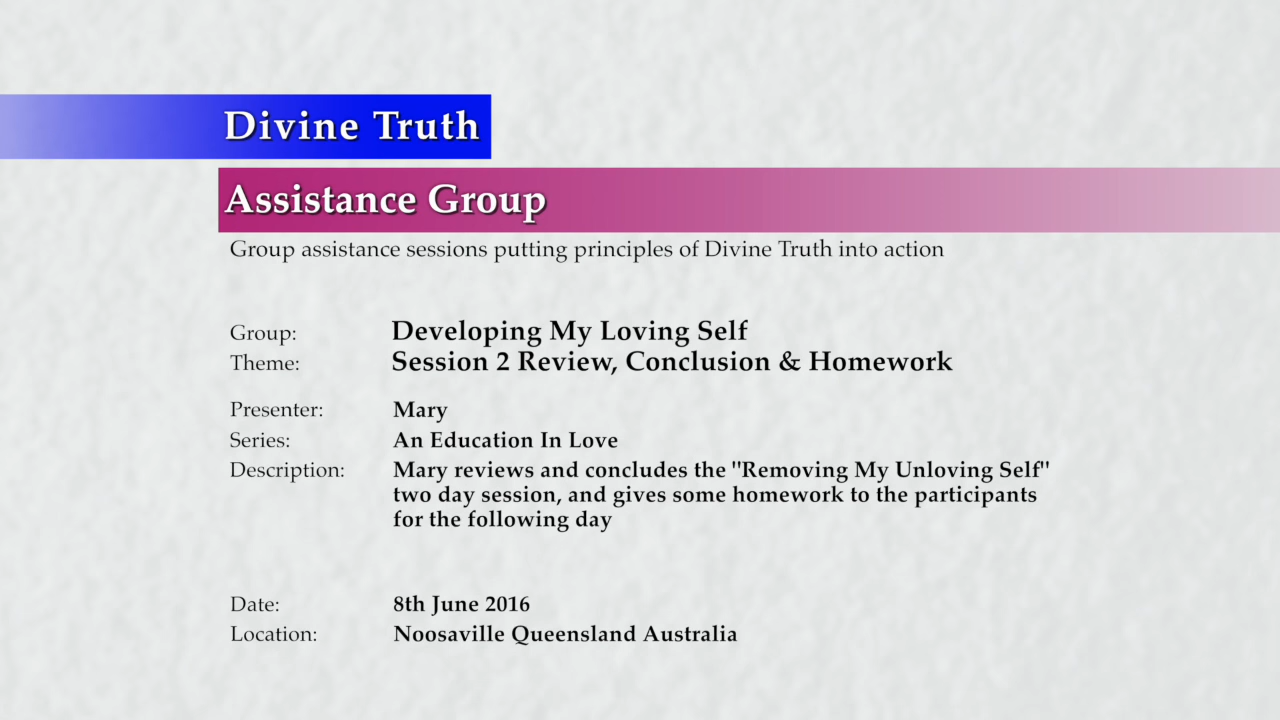 Divine Truth
Assistance Group
Group assistance sessions putting principles of Divine Truth into action
Group: Developing My Loving Self
Theme: Session 2 Review, Conclusion & Homework
Presenter: Mary
Series: An Education In Love
Description: Mary reviews and concludes the "Removing My Unloving Self"
two day session, and gives some homework to the participants
for the following day
Date: 8th June 2016
Location: Noosaville Queensland Australia